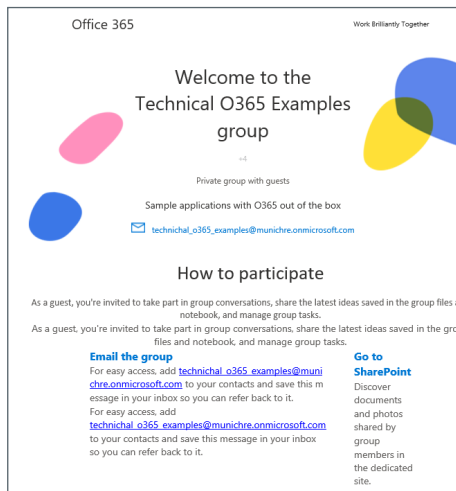 Office 365
Work Brilliantly Together
Welcome to the
Technical O365 Examples
group
+4
Private group with guests
Sample applications with O365 out of the box
technichal_o365_examples@munichre.onmicrosoft.com
How to participate
As a guest, you're invited to take part in group conversations, share the latest ideas saved in the group files a
notebook, and manage group tasks.
As a guest, you're invited to take part in group conversations, share the latest ideas saved in the gro
files and notebook, and manage group tasks.
Email the group
For easy access, add technichal_o365_examples@muni
chre.onmicrosoft.com to your contacts and save this m
essage in your inbox so you can refer back to it.
For easy access, add
technichal_o365_examples@munichre.onmicrosoft.com
to your contacts and save this message in your inbox
so you can refer back to it.
Go to
SharePoint
Discover
documents
and photos
shared by
group
members in
the dedicated
site.